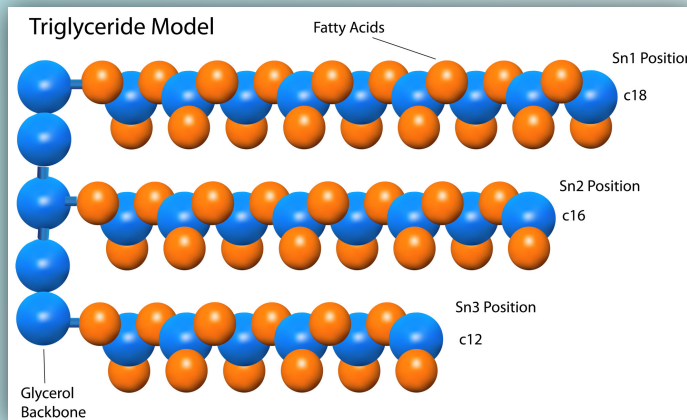 Triglyceride Model
Fatty Acids
Sn1 Position
c18
Sn2 Position
c16
Sn3 Position
c12
Glycerol
Backbone